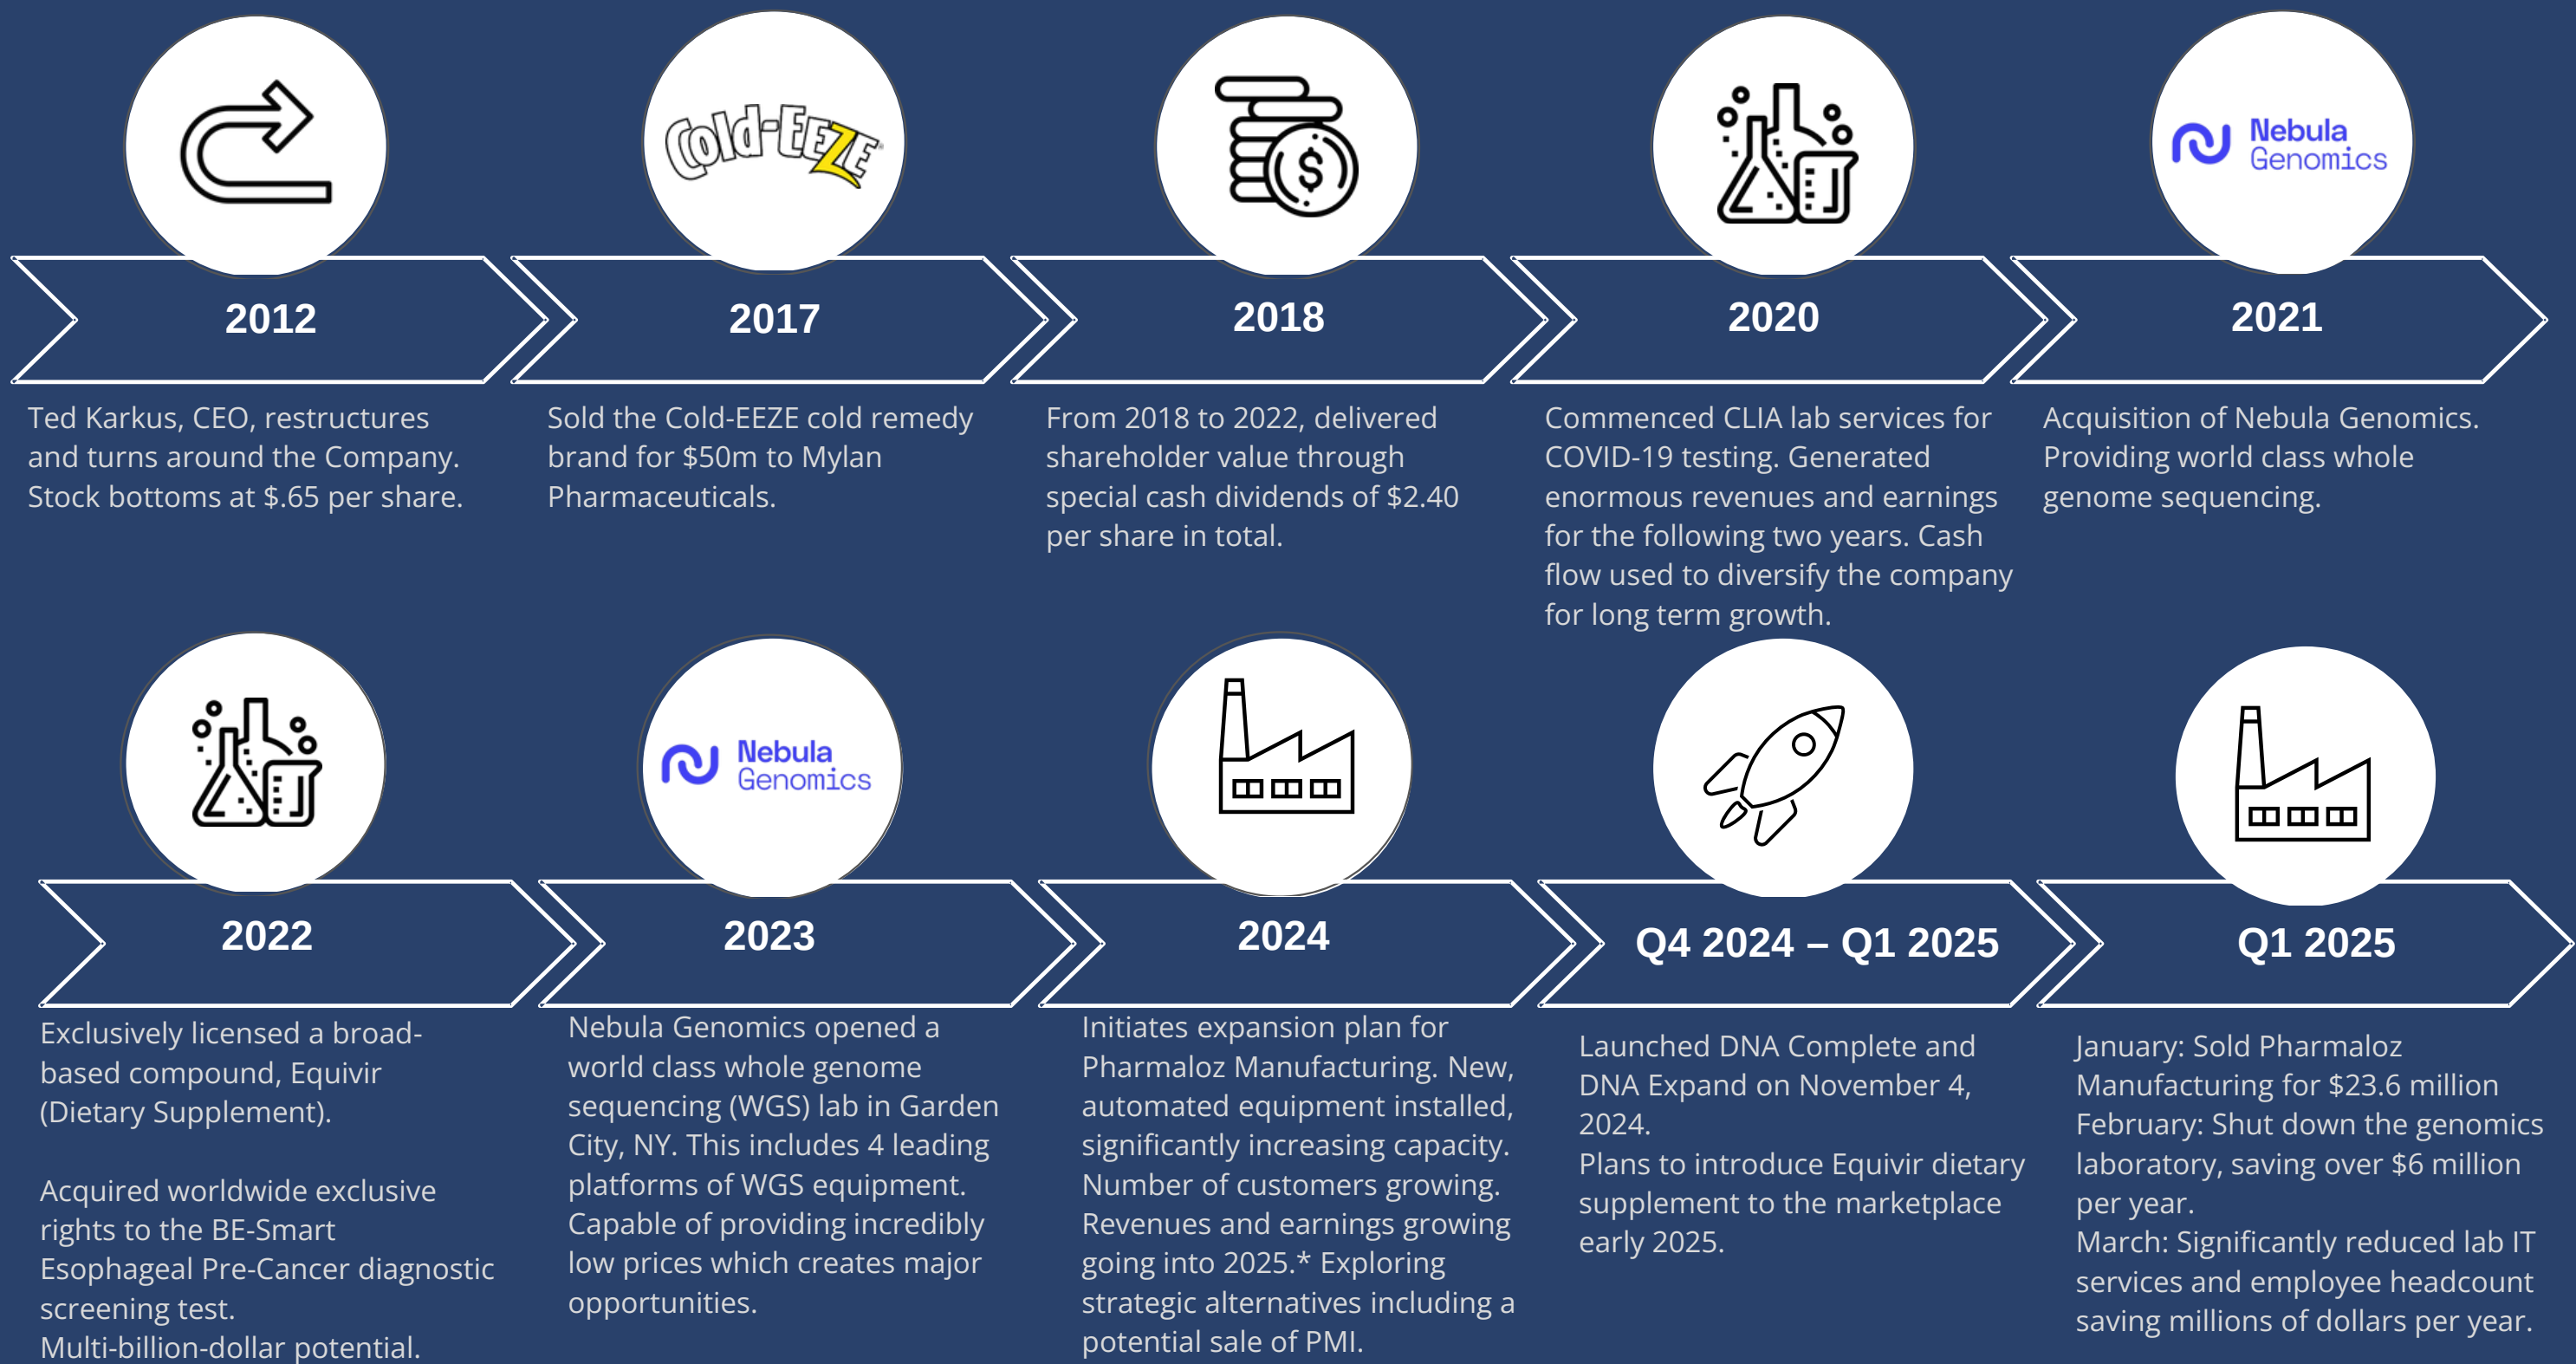 2012
Ted Karkus, CEO, restructures
and turns around the Company.
Stock bottoms at $.65 per share.
Cold-EEZE
2017
Sold the Cold-EEZE cold remedy
brand for $50m to Mylan
Pharmaceuticals.
$
2018
From 2018 to 2022, delivered
shareholder value through
special cash dividends of $2.40
per share in total.
2020
Commenced CLIA lab services for
COVID-19 testing. Generated
enormous revenues and earnings
for the following two years. Cash
flow used to diversify the company
for long term growth.
Nebula
Genomics
2021
Acquisition of Nebula Genomics.
Providing world class whole
genome sequencing.
2022
Exclusively licensed a broad-
based compound, Equivir
(Dietary Supplement).
Acquired worldwide exclusive
rights to the BE-Smart
Esophageal Pre-Cancer diagnostic
screening test.
Multi-billion-dollar potential.
Nebula
Genomics
2023
Nebula Genomics opened a
world class whole genome
sequencing (WGS) lab in Garden
City, NY. This includes 4 leading
platforms of WGS equipment.
Capable of providing incredibly
low prices which creates major
opportunities.
2024
Initiates expansion plan for
Pharmaloz Manufacturing. New,
automated equipment installed,
significantly increasing capacity.
Number of customers growing.
Revenues and earnings growing
going into 2025.* Exploring
strategic alternatives including a
potential sale of PMI.
Q4 2024 – Q1 2025
Launched DNA Complete and
DNA Expand on November 4,
2024.
Plans to introduce Equivir dietary
supplement to the marketplace
early 2025.
Q1 2025
January: Sold Pharmaloz
Manufacturing for $23.6 million
February: Shut down the genomics
laboratory, saving over $6 million
per year.
March: Significantly reduced lab IT
services and employee headcount
saving millions of dollars per year.